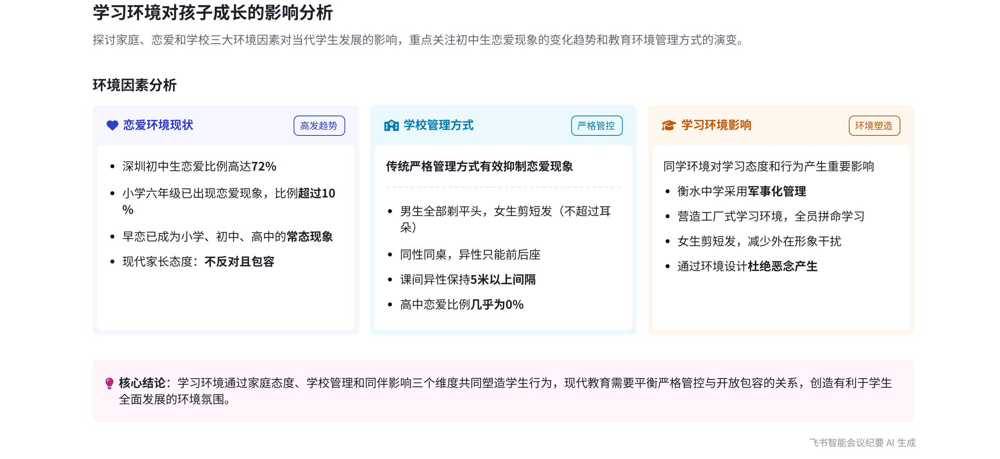 学习环境对孩子成长的影响分析
探讨家庭、恋爱和学校三大环境因素对当代学生发展的影响，重点关注初中生恋爱现象的变化趋势和教育环境管理方式的演变。
环境因素分析
恋爱环境现状
高发趋势
深圳初中生恋爱比例高达72%
小学六年级已出现恋爱现象，比例超过10
%
早恋已成为小学、初中、高中的常态现象
现代家长态度：不反对且包容
学校管理方式
严格管控
传统严格管理方式有效抑制恋爱现象
男生全部剃平头，女生剪短发（不超过耳
朵）
同性同桌，异性只能前后座
课间异性保持5米以上间隔
高中恋爱比例几乎为0%
学习环境影响
环境塑造
同学环境对学习态度和行为产生重要影响
衡水中学采用军事化管理
营造工厂式学习环境，全员拼命学习
女生剪短发，减少外在形象干扰
通过环境设计杜绝恶念产生
核心结论：学习环境通过家庭态度、学校管理和同伴影响三个维度共同塑造学生行为，现代教育需要平衡严格管控与开放包容的关系，创造有利于学生
全面发展的环境氛围。
飞书智能会议纪要 AI 生成